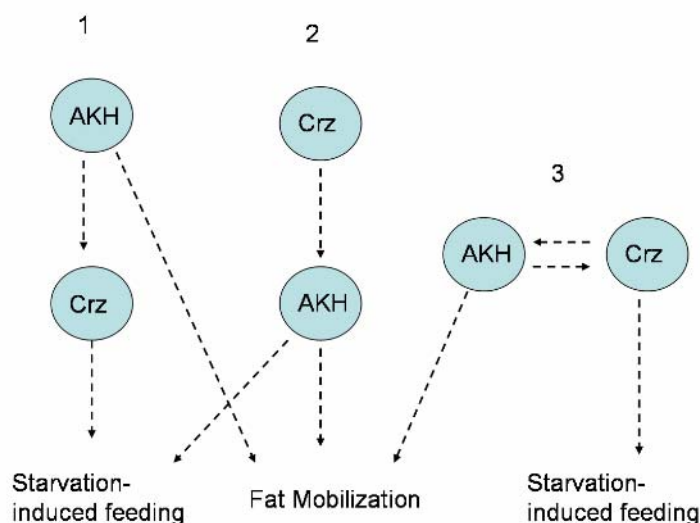 1
2
AKH
Crz
3
AKH
Crz
Crz
AKH
Starvation-
induced feeding
Fat Mobilization
Starvation-
induced feeding